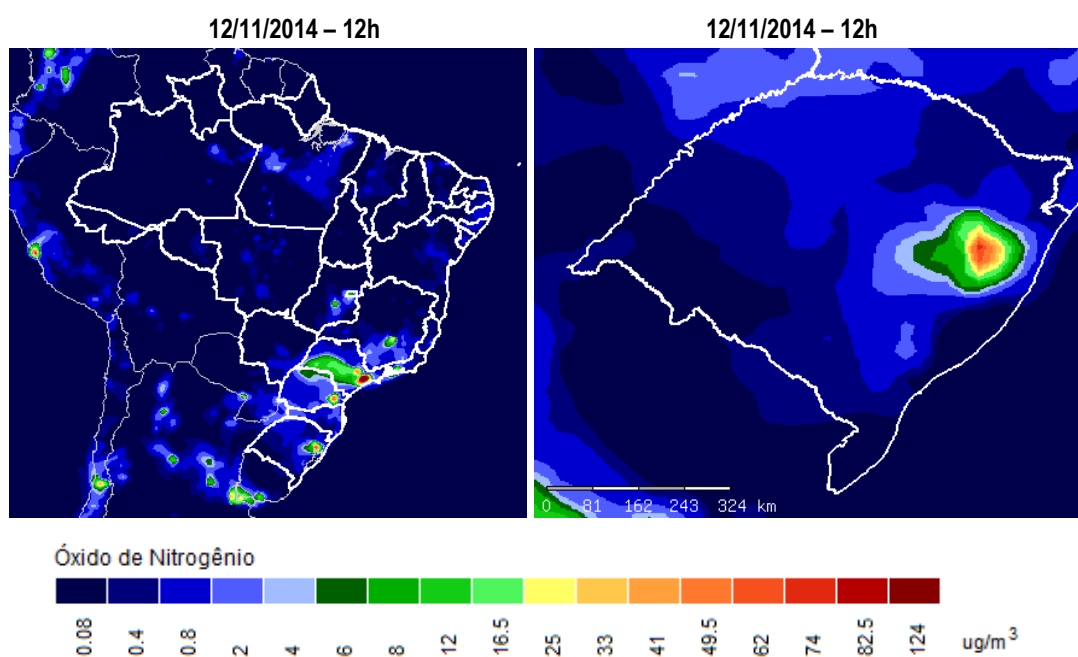 12/11/2014 – 12h
12/11/2014 – 12h
0 81 162 243 324 km
Óxido de Nitrogênio
0.08 0.4 0.8 2 4 6 8 12 16.5 25 33 41 49.5 62 74 82.5 124 ug/m³